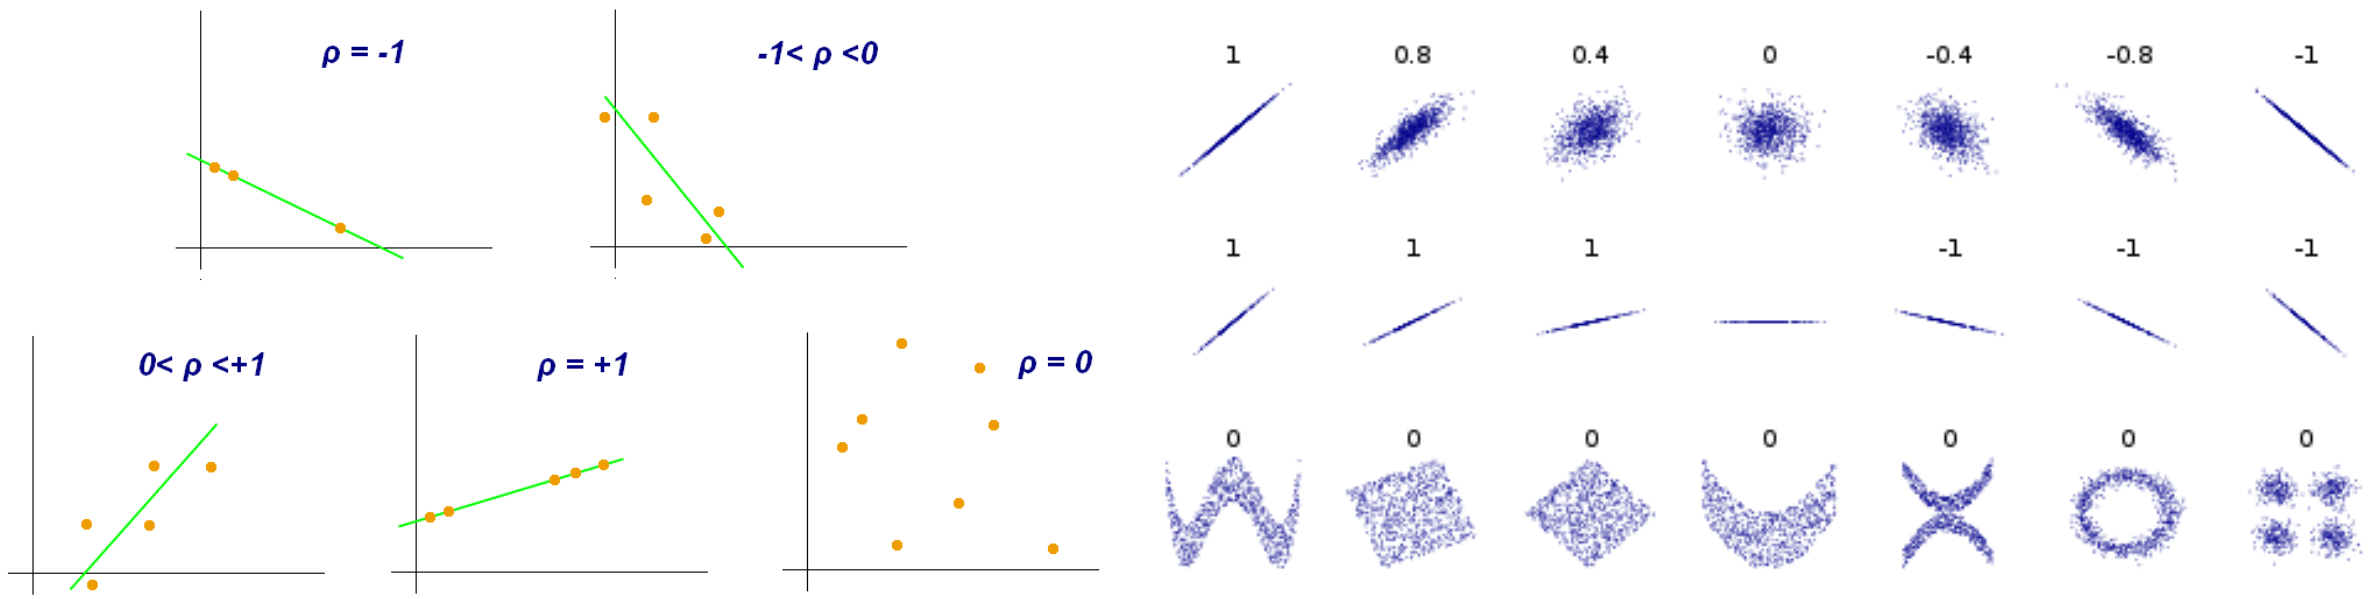 ρ = -1
-1< ρ <0
0< ρ <+1
ρ = +1
ρ = 0
1 0.8 0.4 0 -0.4 -0.8 -1
1 1 1 -1 -1 -1
0 0 0 0 0 0 0